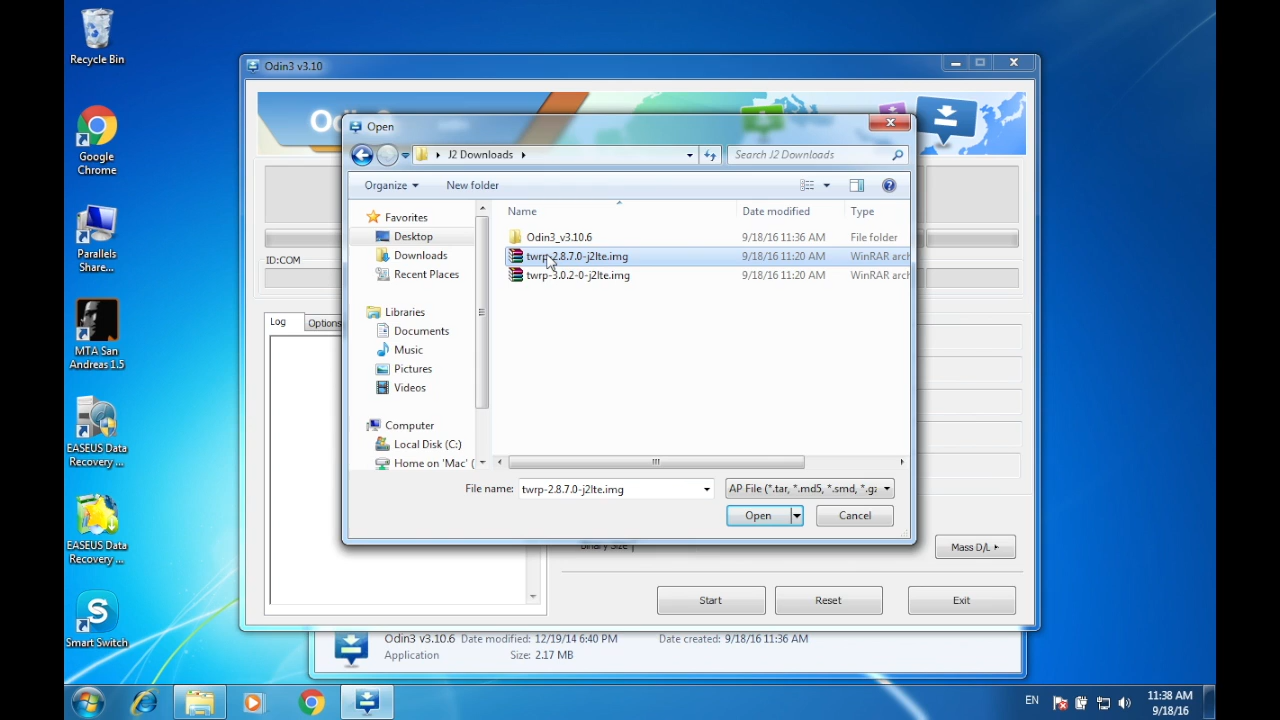 Recycle Bin
Google
Chrome
Parallels
Share...
MTA San
Andreas 1.5
EASEUS Data
Recovery ...
EASEUS Data
Recovery ...
Smart Switch
Odin3 v3.10
Open
J2 Downloads
Search J2 Downloads
Organize
New folder
Favorites
Desktop
Downloads
Recent Places
Libraries
Documents
Music
Pictures
Videos
Computer
Local Disk (C:)
Home on 'Mac' (
Name
Date modified
Type
Odin3_v3.10.6
9/18/16 11:36 AM
File folder
twrp-2.8.7.0-j2lte.img
9/18/16 11:20 AM
WinRAR arch
twrp-3.0.2-0-j2lte.img
9/18/16 11:20 AM
WinRAR arch
File name:
twrp-2.8.7.0-j2lte.img
AP File (*.tar, *.md5, *.smd, *.gz
Open
Cancel
ID:COM
Log
Options
Binary Size
Mass D/L
Start
Reset
Exit
Odin3 v3.10.6
Date modified: 12/19/14 6:40 PM
Date created: 9/18/16 11:36 AM
Application
Size: 2.17 MB
EN
11:38 AM
9/18/16